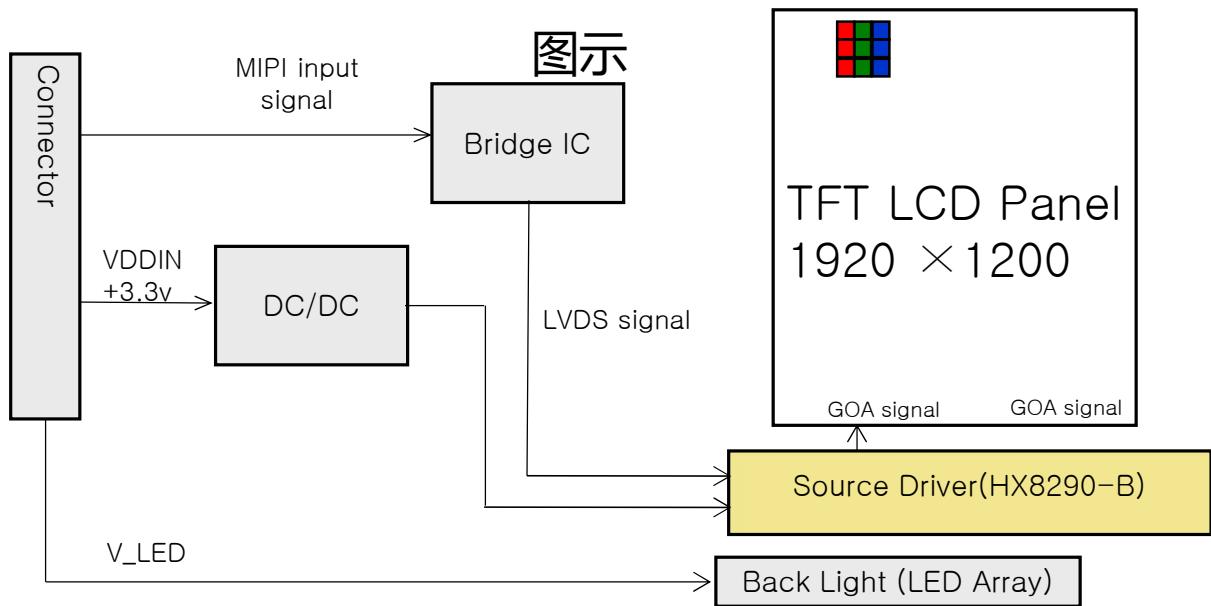 图示
Connector
MIPI input
signal
Bridge IC
TFT LCD Panel
1920 ×1200
VDDIN
+3.3v
DC/DC
LVDS signal
GOA signal
GOA signal
Source Driver(HX8290-B)
V_LED
Back Light (LED Array)